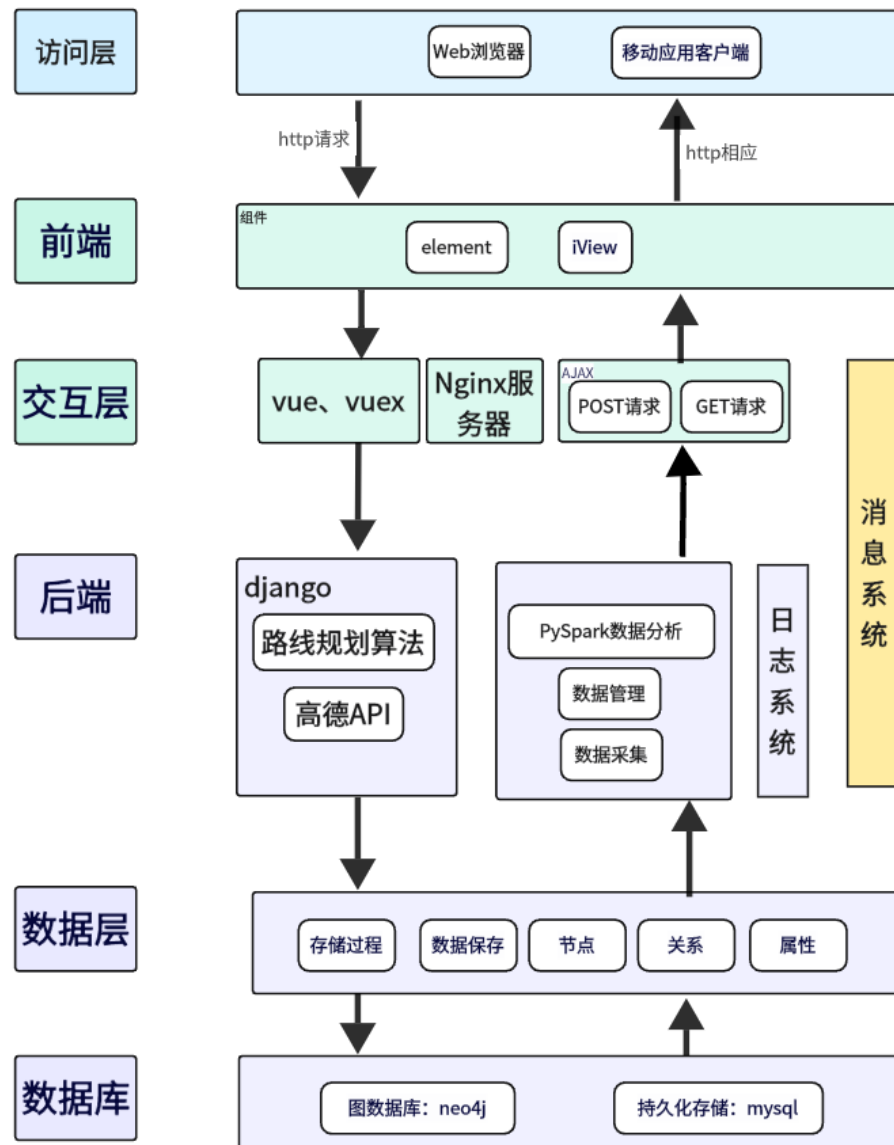 访问层
Web浏览器
移动应用客户端
http请求
http相应
前端
组件
element
iView
交互层
vue、vuex
Nginx服
务器
AJAX
POST请求
GET请求
消
息
系
统
后端
django
路线规划算法
高德API
PySpark数据分析
数据管理
数据采集
日
志
系
统
数据层
存储过程
数据保存
节点
关系
属性
数据库
图数据库：neo4j
持久化存储：mysql